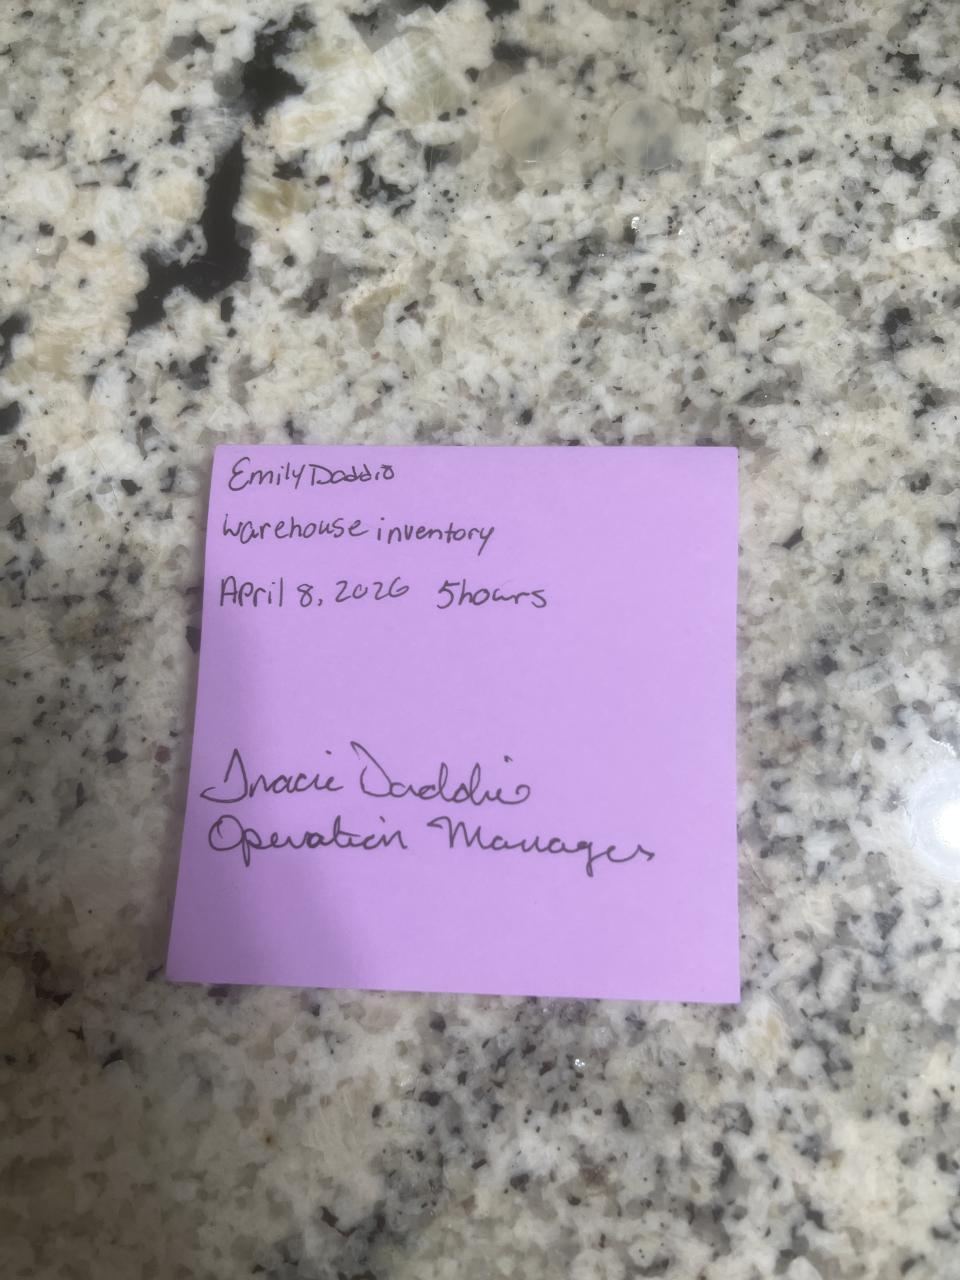 Emily Daddio
Warehouse inventory
April 8, 2026 5hours
Tracie Daddio
Operation Manager